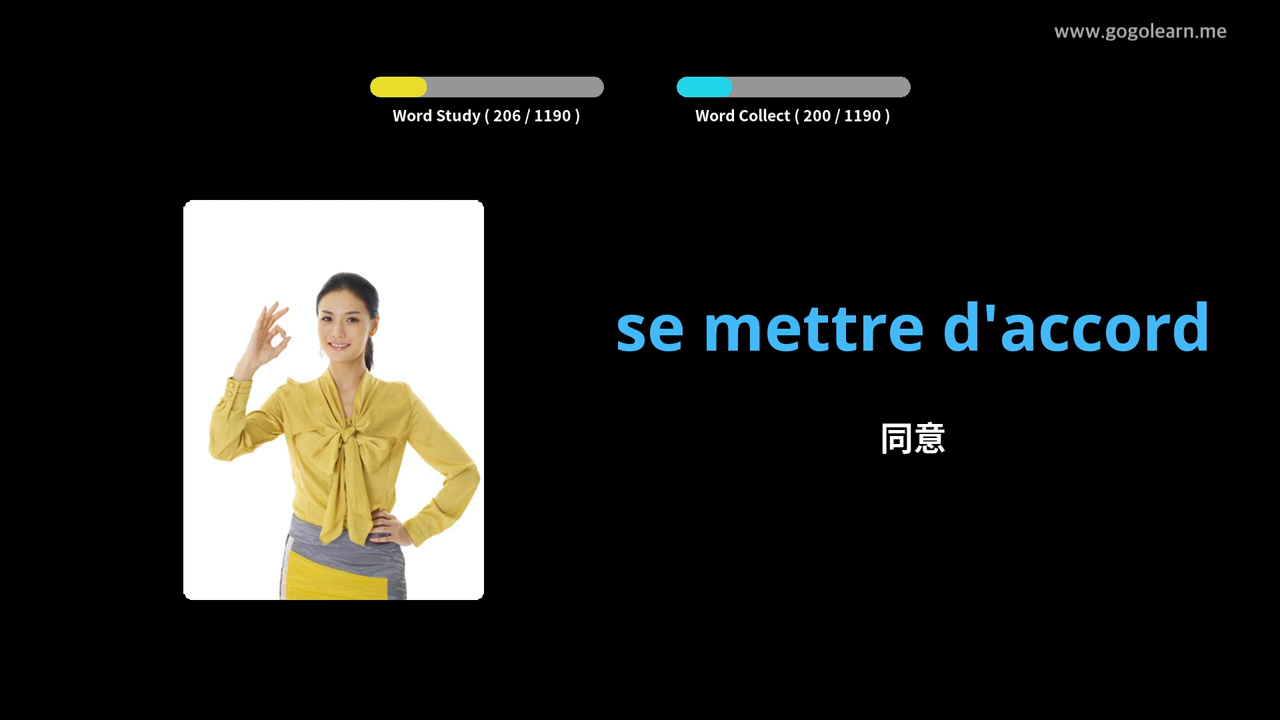 www.gogolearn.me
Word Study ( 206 / 1190 )
Word Collect ( 200 / 1190 )
se mettre d'accord
同意